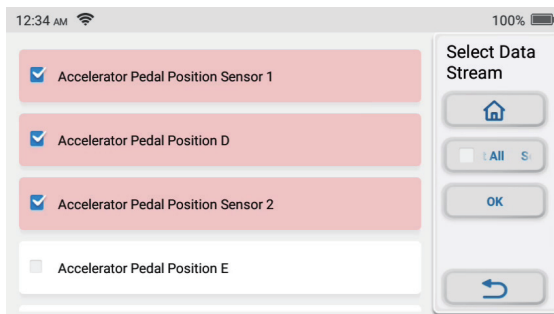 12:34 AM
100%
Select Data
Stream
Accelerator Pedal Position Sensor 1
Accelerator Pedal Position D
Accelerator Pedal Position Sensor 2
Accelerator Pedal Position E
All
OK